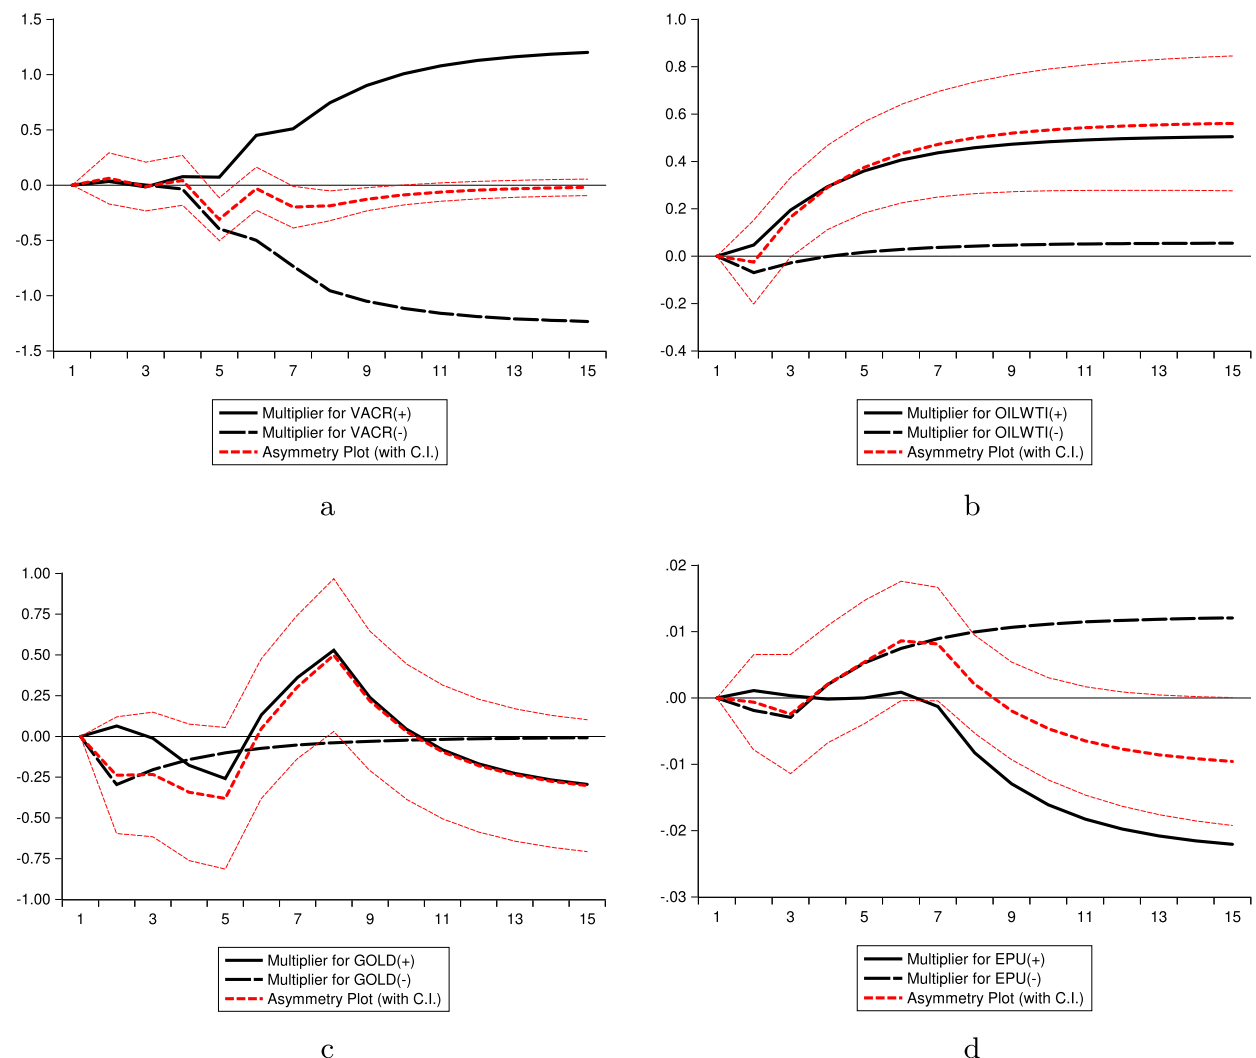 1.5
1.0
0.5
0.0
-0.5
-1.0
-1.5
1 3 5 7 9 11 13 15
Multiplier for VACR(+)
Multiplier for VACR(-)
Asymmetry Plot (with C.I.)
a
1.0
0.8
0.6
0.4
0.2
0.0
-0.2
-0.4
1 3 5 7 9 11 13 15
Multiplier for OILWTI(+)
Multiplier for OILWTI(-)
Asymmetry Plot (with C.I.)
b
1.00
0.75
0.50
0.25
0.00
-0.25
-0.50
-0.75
-1.00
1 3 5 7 9 11 13 15
Multiplier for GOLD(+)
Multiplier for GOLD(-)
Asymmetry Plot (with C.I.)
c
.02
.01
.00
-.01
-.02
-.03
1 3 5 7 9 11 13 15
Multiplier for EPU(+)
Multiplier for EPU(-)
Asymmetry Plot (with C.I.)
d